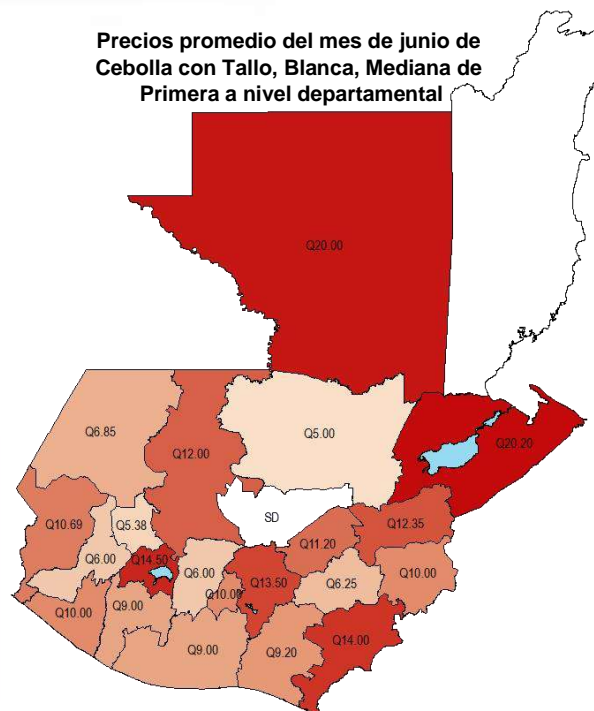 Precios promedio del mes de junio de
Cebolla con Tallo, Blanca, Mediana de
Primera a nivel departamental
Q20.00
Q6.85
Q12.00
Q5.00
Q20.20
Q10.69
Q5.38
SD
Q12.35
Q11.20
Q6.00
Q14.50
Q6.00
Q10.00
Q13.50
Q6.25
Q10.00
Q10.00
Q9.00
Q9.00
Q9.20
Q14.00